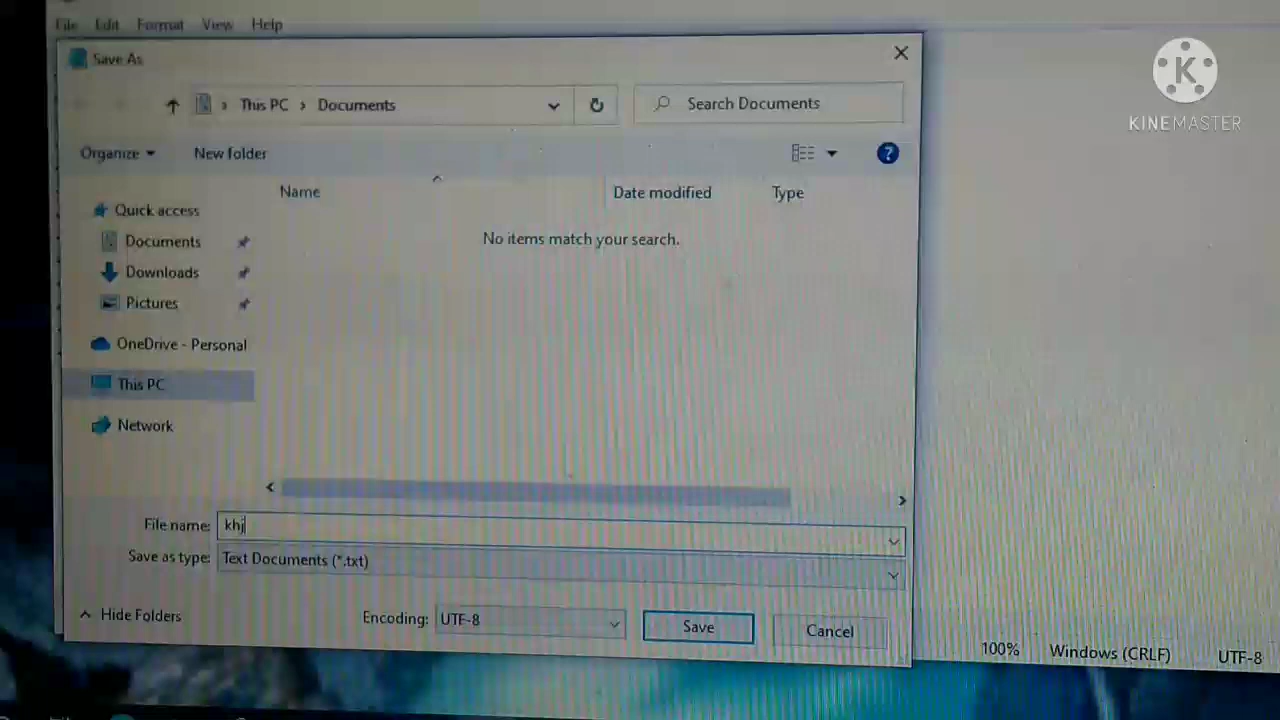 File Edit Format View Help
Save As
This PC > Documents
Search Documents
KINEMASTER
Organize New folder
Name Date modified Type
Quick access
No items match your search.
Documents
Downloads
Pictures
OneDrive - Personal
This PC
Network
File name: khj
Save as type: Text Documents (*.txt)
Hide Folders Encoding: UTF-8 Save Cancel
100% Windows (CRLF) UTF-8